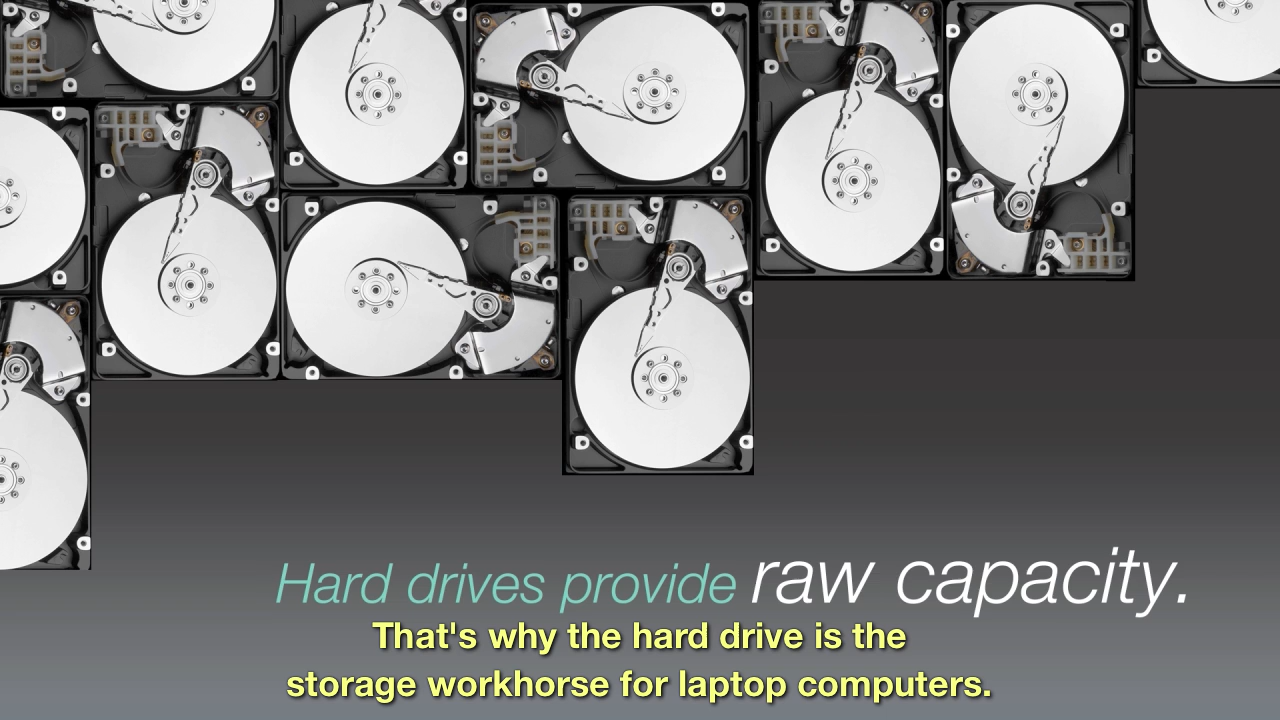 Hard drives provide raw capacity.
That's why the hard drive is the
storage workhorse for laptop computers.